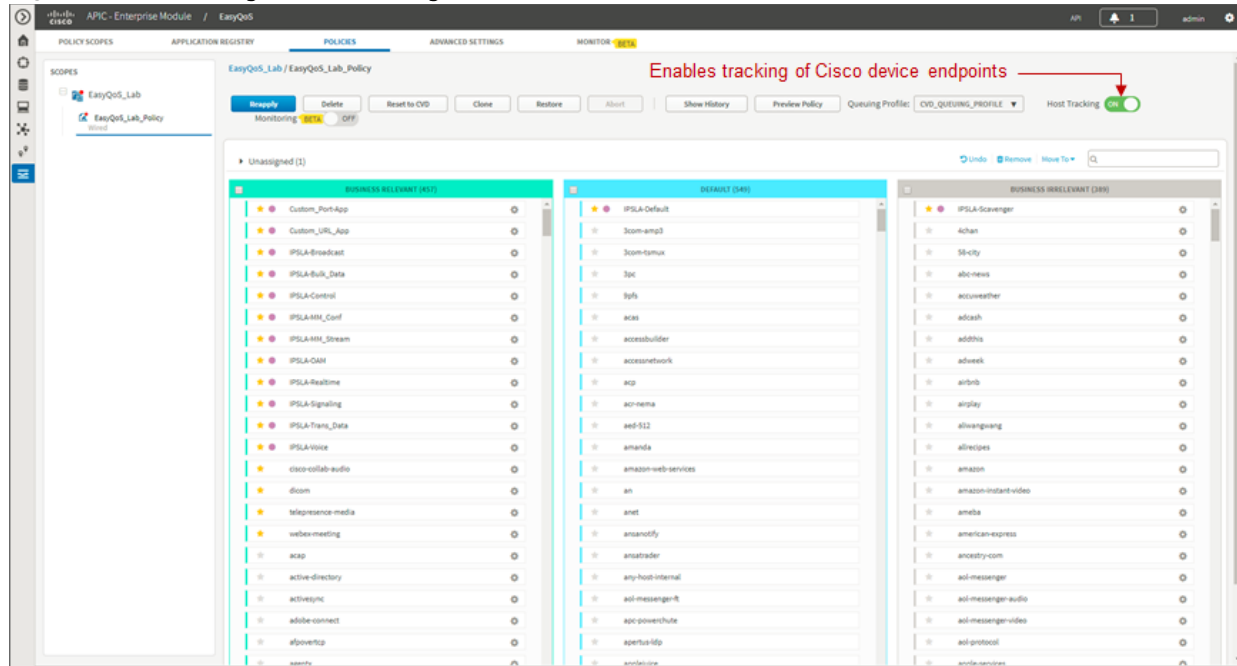 cisco APIC - Enterprise Module / EasyQoS API 1 admin
POLICY SCOPES APPLICATION REGISTRY POLICIES ADVANCED SETTINGS MONITOR BETA
SCOPES
EasyQoS_Lab
EasyQoS_Lab_Policy
Wired
EasyQoS_Lab / EasyQoS_Lab_Policy
Enables tracking of Cisco device endpoints
Reapply Delete Reset to CVD Clone Restore Abort Show History Preview Policy Queuing Profile: CVD_QUEUING_PROFILE Host Tracking ON
Monitoring BETA OFF
Unassigned (1) Undo Remove Move To
BUSINESS RELEVANT (457)
Custom_Port-App
Custom_URL_App
IPSLA-Broadcast
IPSLA-Bulk_Data
IPSLA-Control
IPSLA-MM_Conf
IPSLA-MM_Stream
IPSLA-OAM
IPSLA-Realtime
IPSLA-Signaling
IPSLA-Trans_Data
IPSLA-Voice
cisco-collab-audio
dicom
telepresence-media
webex-meeting
acap
active-directory
activesync
adobe-connect
afpovertcp
agentx
DEFAULT (549)
IPSLA-Default
3com-amp3
3com-tsmux
3pc
9pfs
acas
accessbuilder
accessnetwork
acp
acr-nema
aed-512
amanda
amazon-web-services
an
anet
ansanotify
ansatrader
any-host-internal
aol-messenger-ft
apc-powerchute
apertus-ldp
applejuice
BUSINESS IRRELEVANT (389)
IPSLA-Scavenger
4chan
58-city
abc-news
accuweather
adcash
addthis
adweek
airbnb
airplay
aliwangwang
allrecipes
amazon
amazon-instant-video
ameba
american-express
ancestry-com
aol-messenger
aol-messenger-audio
aol-messenger-video
aol-protocol
apple-services